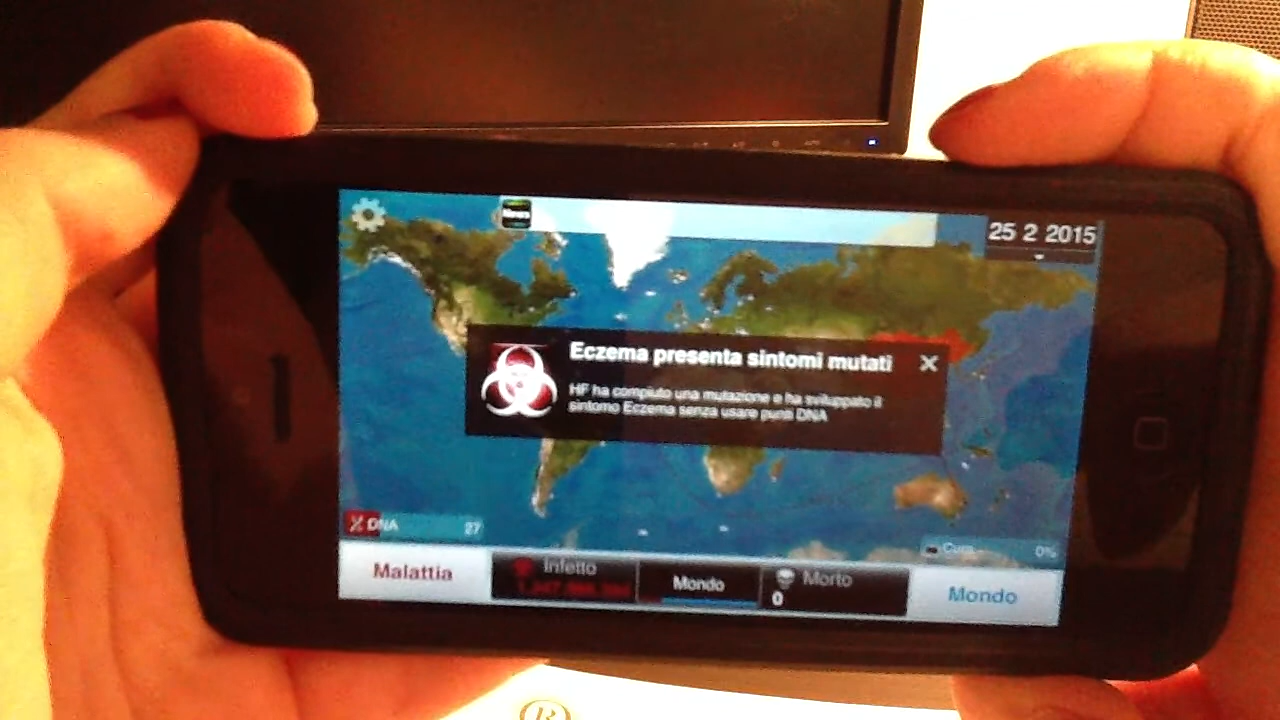 News
25 2 2015
Eczema presenta sintomi mutati
HF ha compiuto una mutazione e ha sviluppato il
sintomo Eczema senza usare punti DNA
DNA 27
Cura 0%
Malattia
Infetto
Mondo
Morto
0
Mondo
R